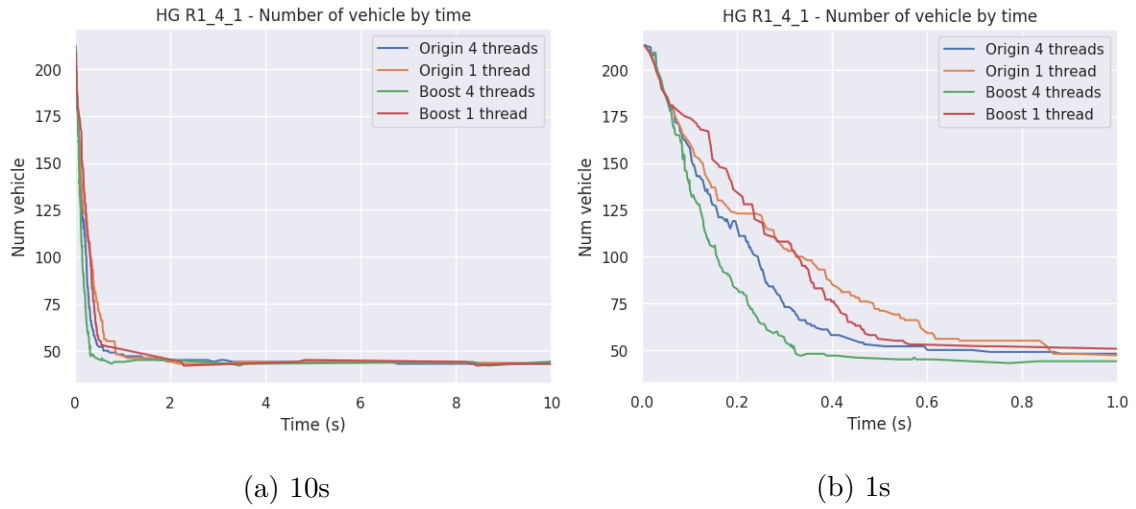 HG R1_4_1 - Number of vehicle by time
Num vehicle
200
175
150
125
100
75
50
Origin 4 threads
Origin 1 thread
Boost 4 threads
Boost 1 thread
0 2 4 6 8 10
Time (s)
(a) 10s
HG R1_4_1 - Number of vehicle by time
Num vehicle
200
175
150
125
100
75
50
Origin 4 threads
Origin 1 thread
Boost 4 threads
Boost 1 thread
0.0 0.2 0.4 0.6 0.8 1.0
Time (s)
(b) 1s